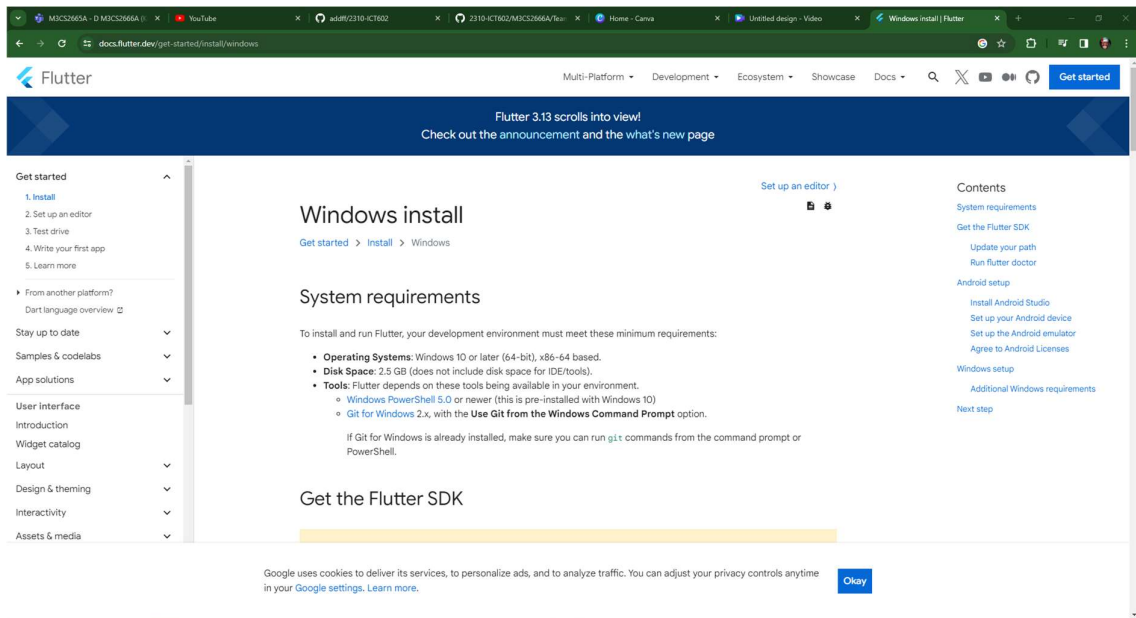 M3CS2665A - D M3CS2666A (
YouTube
addff/2310-ICT602
2310-ICT602/M3CS2666A/Tea
Home - Canva
Untitled design - Video
Windows install | Flutter
docs.flutter.dev/get-started/install/windows
Flutter
Multi-Platform
Development
Ecosystem
Showcase
Docs
Get started
Flutter 3.13 scrolls into view!
Check out the announcement and the what's new page
Get started
1. Install
2. Set up an editor
3. Test drive
4. Write your first app
5. Learn more
From another platform?
Dart language overview
Stay up to date
Samples & codelabs
App solutions
User interface
Introduction
Widget catalog
Layout
Design & theming
Interactivity
Assets & media
Set up an editor
Windows install
Get started > Install > Windows
System requirements
To install and run Flutter, your development environment must meet these minimum requirements:
• Operating Systems: Windows 10 or later (64-bit), x86-64 based.
• Disk Space: 2.5 GB (does not include disk space for IDE/tools).
• Tools: Flutter depends on these tools being available in your environment.
Windows PowerShell 5.0 or newer (this is pre-installed with Windows 10)
Git for Windows 2.x, with the Use Git from the Windows Command Prompt option.
If Git for Windows is already installed, make sure you can run git commands from the command prompt or
PowerShell.
Get the Flutter SDK
Contents
System requirements
Get the Flutter SDK
Update your path
Run flutter doctor
Android setup
Install Android Studio
Set up your Android device
Set up the Android emulator
Agree to Android Licenses
Windows setup
Additional Windows requirements
Next step
Google uses cookies to deliver its services, to personalize ads, and to analyze traffic. You can adjust your privacy controls anytime
in your Google settings. Learn more.
Okay